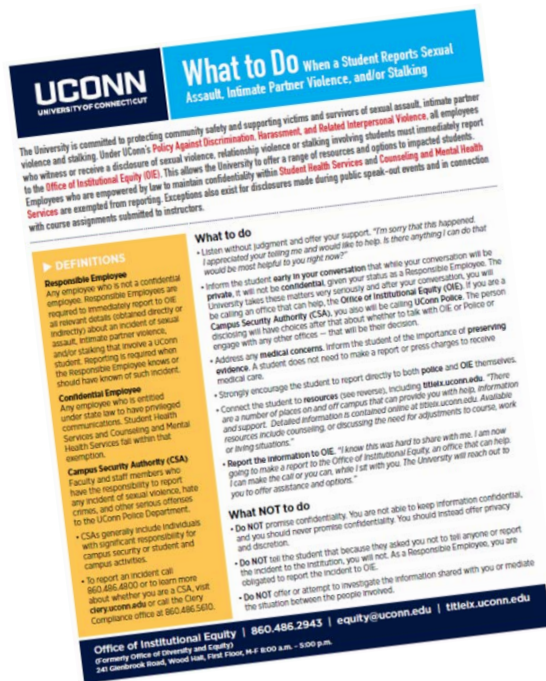 UCONN
UNIVERSITY OF CONNECTICUT
What to Do When a Student Reports Sexual
Assault, Intimate Partner Violence, and/or Stalking
The University is committed to protecting community safety and supporting victims and survivors of sexual assault, intimate partner
violence and stalking. Under UConn's Policy Against Discrimination, Harassment, and Related Interpersonal Violence, all employees
who witness or receive a disclosure of sexual violence, relationship violence or stalking involving students must immediately report
to the Office of Institutional Equity (OIE). This allows the University to offer a range of resources and options to impacted students.
Employees who are empowered by law to maintain confidentiality within Student Health Services and Counseling and Mental Health
Services are exempted from reporting. Exceptions also exist for disclosures made during public speak-out events and in connection
with course assignments submitted to instructors.
DEFINITIONS
Responsible Employee
Any employee who is not a confidential
employee. Responsible Employees are
required to immediately report to OIE
all relevant details (obtained directly or
indirectly) about an incident of sexual
assault, intimate partner violence,
and/or stalking that involve a UConn
student. Reporting is required when
the Responsible Employee knows or
should have known of such incident.
Confidential Employee
Any employee who is entitled
under state law to have privileged
communications. Student Health
Services and Counseling and Mental
Health Services fall within that
exemption.
Campus Security Authority (CSA)
Faculty and staff members who
have the responsibility to report
any incident of sexual violence, hate
crimes, and other serious offenses
to the UConn Police Department.
• CSAs generally include individuals
with significant responsibility for
campus security or student and
campus activities.
• To report an incident call
860.486.4800 or to learn more
about whether you are a CSA, visit
clery.uconn.edu or call the Clery
Compliance office at 860.486.5610.
What to do
• Listen without judgment and offer your support. "I'm sorry that this happened.
I appreciated your telling me and would like to help. Is there anything I can do that
would be most helpful to you right now?"
• Inform the student early in your conversation that while your conversation will be
private, it will not be confidential, given your status as a Responsible Employee. The
University takes these matters very seriously and after your conversation, you will
be calling an office that can help, the Office of Institutional Equity (OIE). If you are a
Campus Security Authority (CSA), you also will be calling UConn Police. The person
disclosing will have choices after that about whether to talk with OIE or Police or
engage with any other offices — that will be their decision.
• Address any medical concerns. Inform the student of the importance of preserving
evidence. A student does not need to make a report or press charges to receive
medical care.
• Strongly encourage the student to report directly to both police and OIE themselves.
• Connect the student to resources (see reverse), including titleix.uconn.edu. "There
are a number of places on and off campus that can provide you with help, information
and support. Detailed information is contained online at titleix.uconn.edu. Available
resources include counseling, or discussing the need for adjustments to course, work
or living situations."
• Report the information to OIE. "I know this was hard to share with me. I am now
going to make a report to the Office of Institutional Equity, an office that can help.
I can make the call or you can, while I sit with you. The University will reach out to
you to offer assistance and options."
What NOT to do
• Do NOT promise confidentiality. You are not able to keep information confidential,
and you should never promise confidentiality. You should instead offer privacy
and discretion.
• Do NOT tell the student that because they asked you not to tell anyone or report
the incident to the institution, you will not. As a Responsible Employee, you are
obligated to report the incident to OIE.
• Do NOT offer or attempt to investigate the information shared with you or mediate
the situation between the people involved.
Office of Institutional Equity | 860.486.2943 | equity@uconn.edu | titleix.uconn.edu
(Formerly Office of Diversity and Equity)
241 Glenbrook Road, Wood Hall, First Floor, M-F 8:00 a.m. - 5:00 p.m.